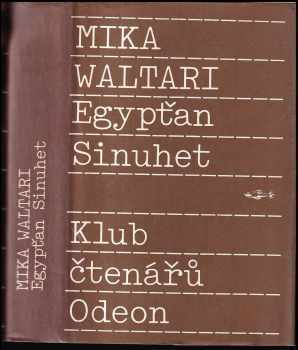 MIKA WALTARI
Egypťan Sinuhet
MIKA
WALTARI
Egypťan
Sinuhet
Klub
čtenářů
Odeon